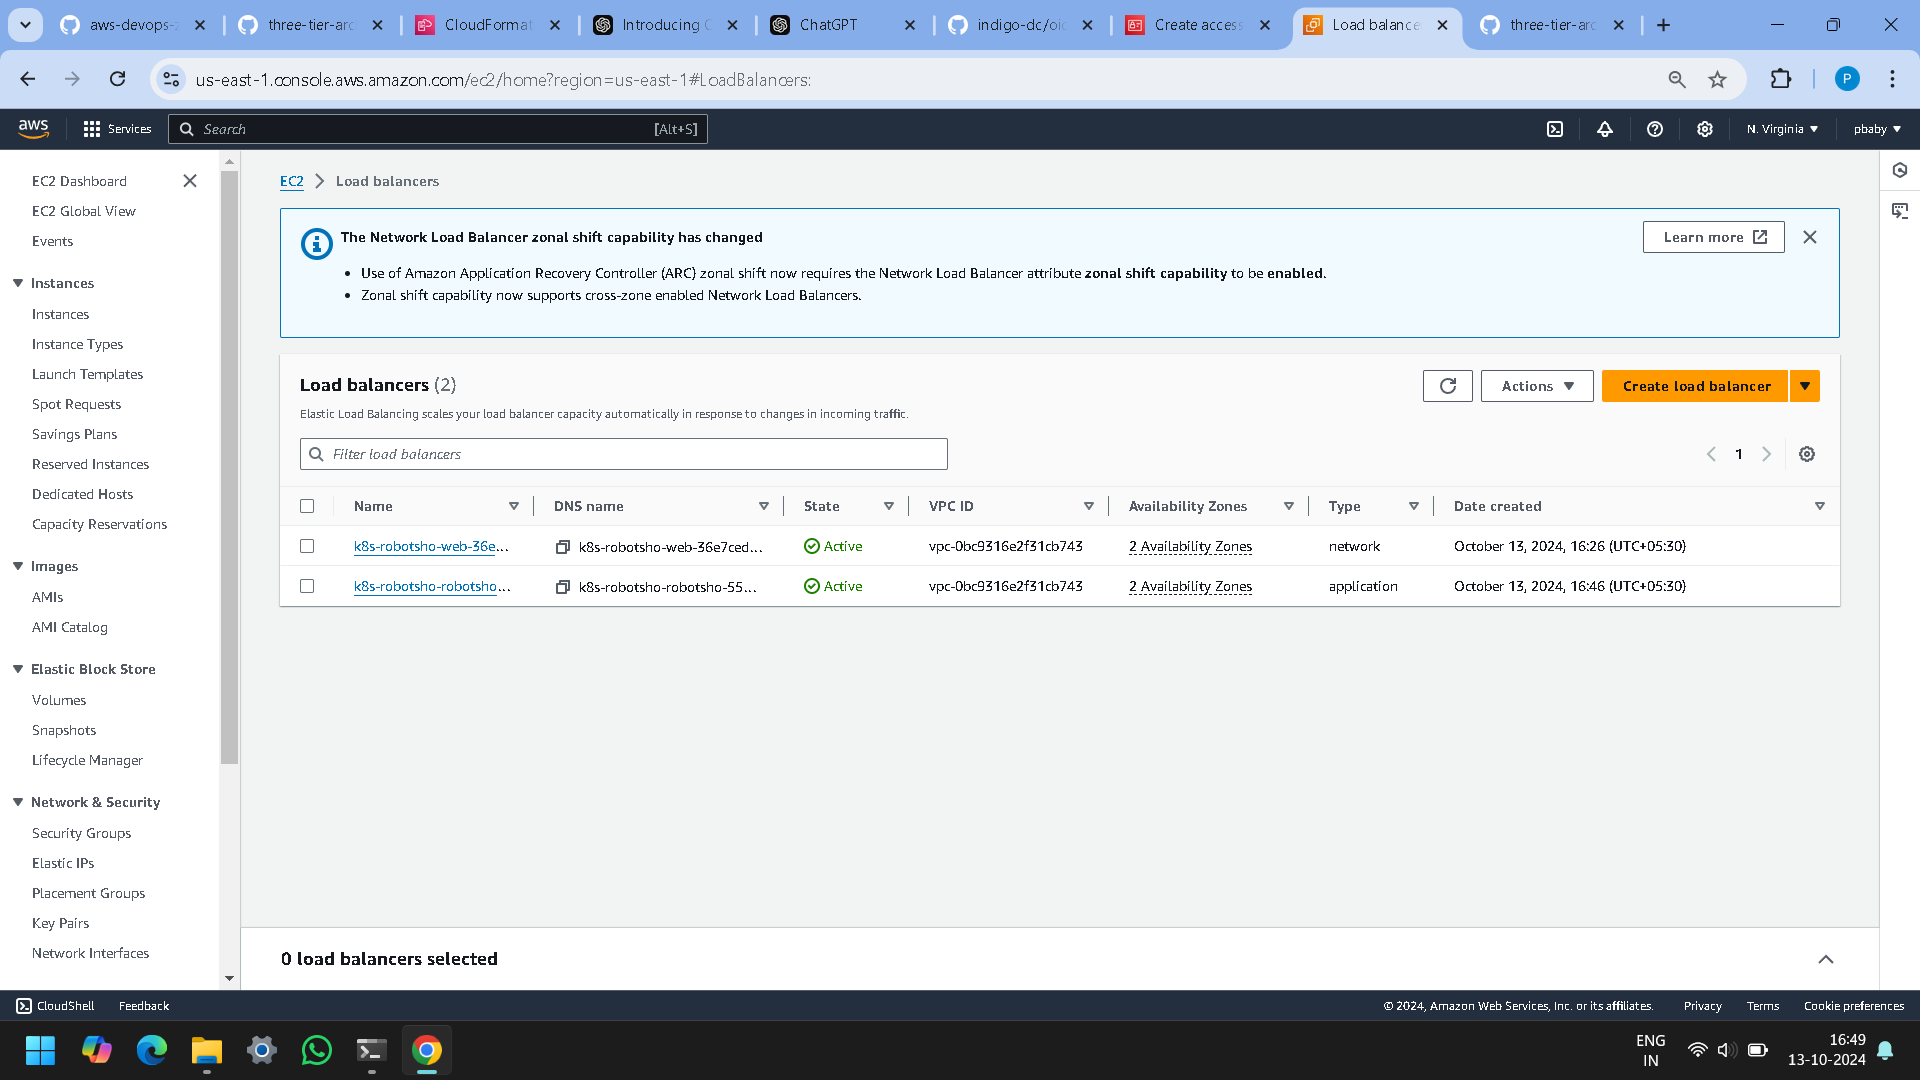 aws-devops-z
three-tier-arc
CloudFormat
Introducing C
ChatGPT
indigo-dc/oid
Create access
Load balance
three-tier-arc
us-east-1.console.aws.amazon.com/ec2/home?region=us-east-1#LoadBalancers:
P
aws
Services
Search
[Alt+S]
N. Virginia
pbaby
EC2 Dashboard
EC2 Global View
Events
Instances
Instances
Instance Types
Launch Templates
Spot Requests
Savings Plans
Reserved Instances
Dedicated Hosts
Capacity Reservations
Images
AMIs
AMI Catalog
Elastic Block Store
Volumes
Snapshots
Lifecycle Manager
Network & Security
Security Groups
Elastic IPs
Placement Groups
Key Pairs
Network Interfaces
EC2 > Load balancers
The Network Load Balancer zonal shift capability has changed
Learn more
• Use of Amazon Application Recovery Controller (ARC) zonal shift now requires the Network Load Balancer attribute zonal shift capability to be enabled.
• Zonal shift capability now supports cross-zone enabled Network Load Balancers.
Load balancers (2)
Actions
Create load balancer
Elastic Load Balancing scales your load balancer capacity automatically in response to changes in incoming traffic.
Filter load balancers
1
Name DNS name State VPC ID Availability Zones Type Date created
k8s-robotsho-web-36e... k8s-robotsho-web-36e7ced... Active vpc-0bc9316e2f31cb743 2 Availability Zones network October 13, 2024, 16:26 (UTC+05:30)
k8s-robotsho-robotsho... k8s-robotsho-robotsho-55... Active vpc-0bc9316e2f31cb743 2 Availability Zones application October 13, 2024, 16:46 (UTC+05:30)
0 load balancers selected
CloudShell
Feedback
© 2024, Amazon Web Services, Inc. or its affiliates.
Privacy
Terms
Cookie preferences
ENG
IN
16:49
13-10-2024